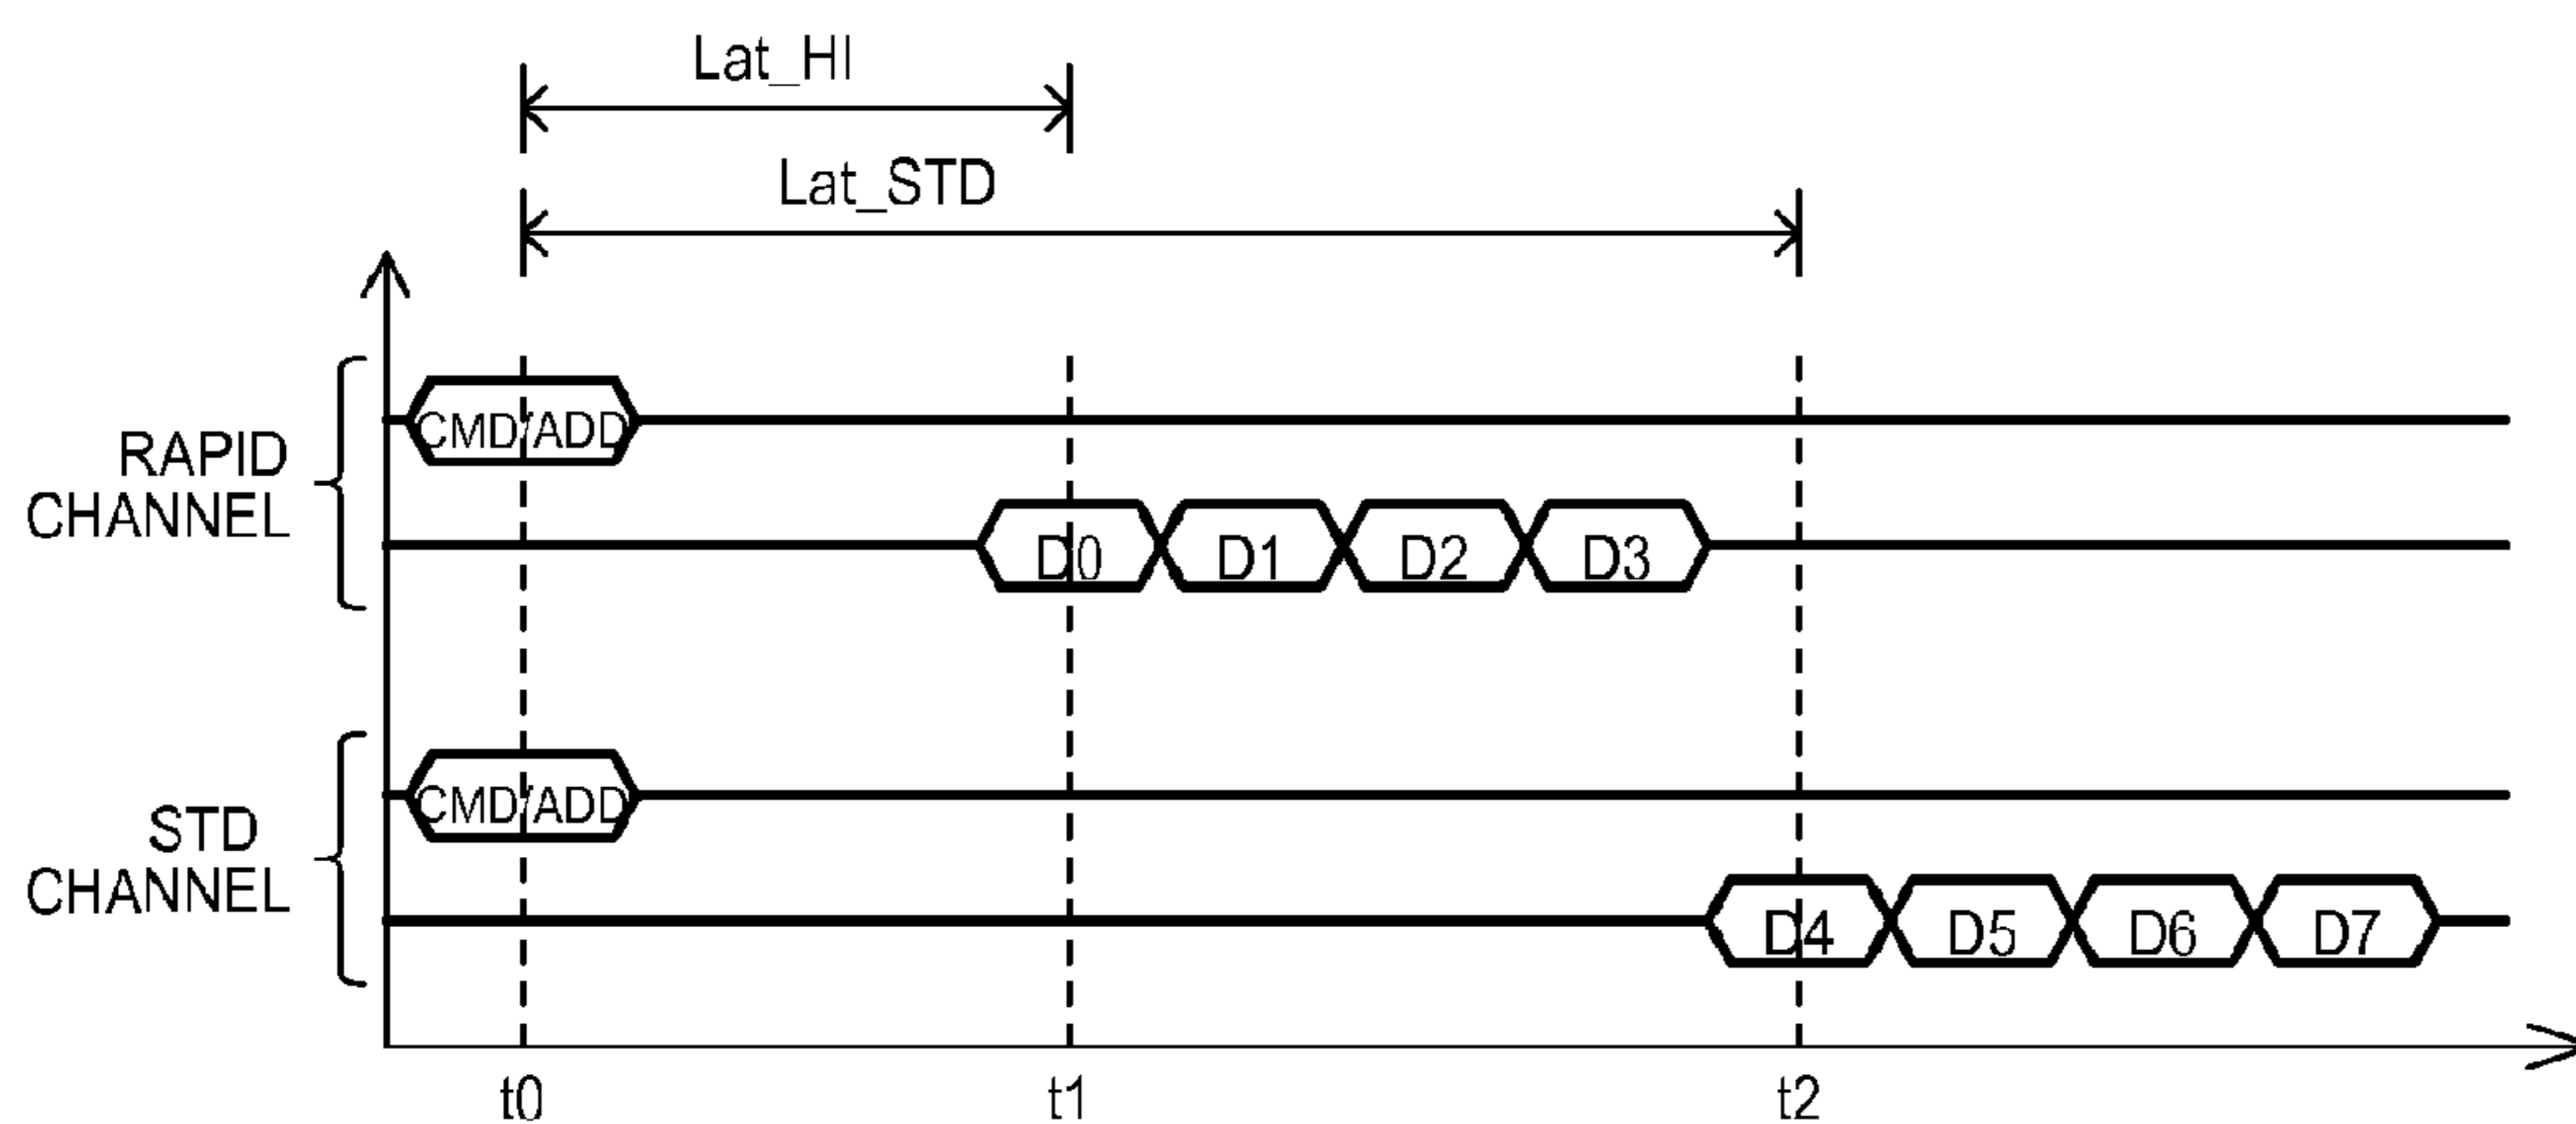 Lat_HI
Lat_STD
RAPID
CHANNEL
CMD/ADD
D0 D1 D2 D3
STD
CHANNEL
CMD/ADD
D4 D5 D6 D7
t0 t1 t2